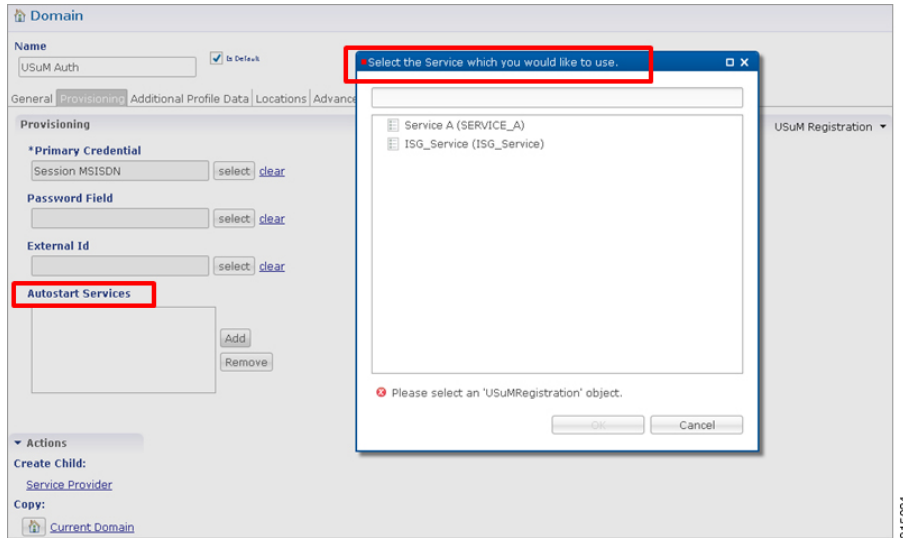 Domain
Name
USuM Auth
Is Default
General Provisioning Additional Profile Data Locations Advance
Provisioning
USuM Registration
*Primary Credential
Session MSISDN
select clear
Password Field
select clear
External Id
select clear
Autostart Services
Add
Remove
Actions
Create Child:
Service Provider
Copy:
Current Domain
Select the Service which you would like to use.
Service A (SERVICE_A)
ISG_Service (ISG_Service)
Please select an 'USuMRegistration' object.
OK
Cancel